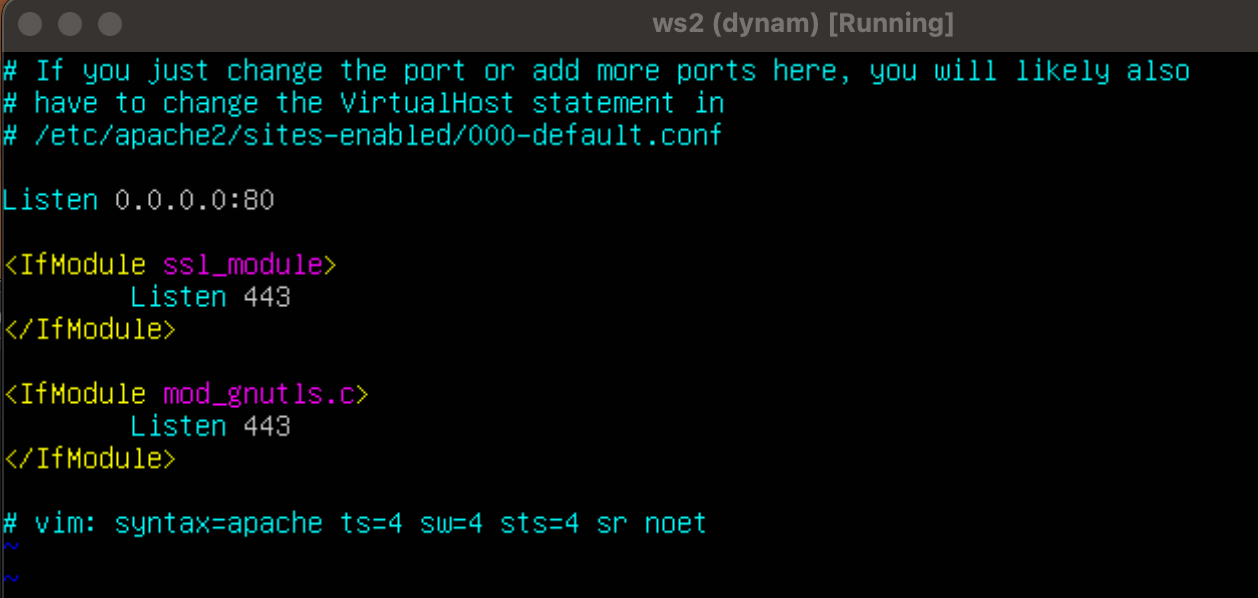 ws2 (dynam) [Running]
# If you just change the port or add more ports here, you will likely also
# have to change the VirtualHost statement in
# /etc/apache2/sites-enabled/000-default.conf
Listen 0.0.0.0:80
<IfModule ssl_module>
        Listen 443
</IfModule>
<IfModule mod_gnutls.c>
        Listen 443
</IfModule>
# vim: syntax=apache ts=4 sw=4 sts=4 sr noet
~
~